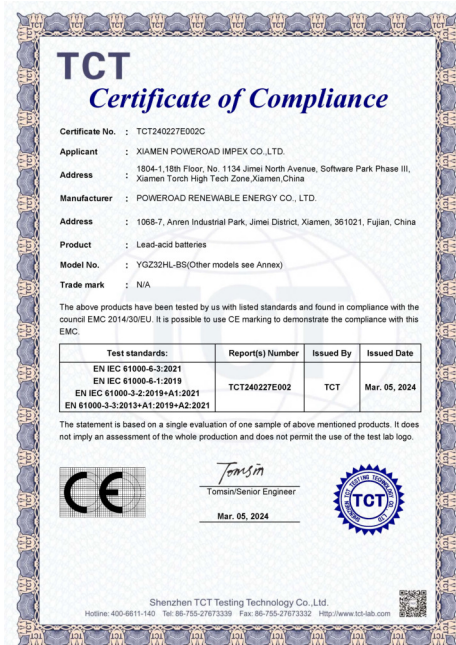 TCT
Certificate of Compliance
Certificate No. : TCT240227E002C
Applicant : XIAMEN POWEROAD IMPEX CO.,LTD.
Address : 1804-1,18th Floor, No. 1134 Jimei North Avenue, Software Park Phase III,
Xiamen Torch High Tech Zone,Xiamen,China
Manufacturer : POWEROAD RENEWABLE ENERGY CO., LTD.
Address : 1068-7, Anren Industrial Park, Jimei District, Xiamen, 361021, Fujian, China
Product : Lead-acid batteries
Model No. : YGZ32HL-BS(Other models see Annex)
Trade mark : N/A
The above products have been tested by us with listed standards and found in compliance with the
council EMC 2014/30/EU. It is possible to use CE marking to demonstrate the compliance with this
EMC.
Test standards: Report(s) Number Issued By Issued Date
EN IEC 61000-6-3:2021
EN IEC 61000-6-1:2019
EN IEC 61000-3-2:2019+A1:2021
EN 61000-3-3:2013+A1:2019+A2:2021
TCT240227E002 TCT Mar. 05, 2024
The statement is based on a single evaluation of one sample of above mentioned products. It does
not imply an assessment of the whole production and does not permit the use of the test lab logo.
CE
Tomsin
Tomsin/Senior Engineer
Mar. 05, 2024
SHENZHEN TCT TESTING TECHNOLOGY CO., LTD
TCT
Shenzhen TCT Testing Technology Co.,Ltd.
Hotline: 400-6611-140 Tel: 86-755-27673339 Fax: 86-755-27673332 Http://www.tct-lab.com